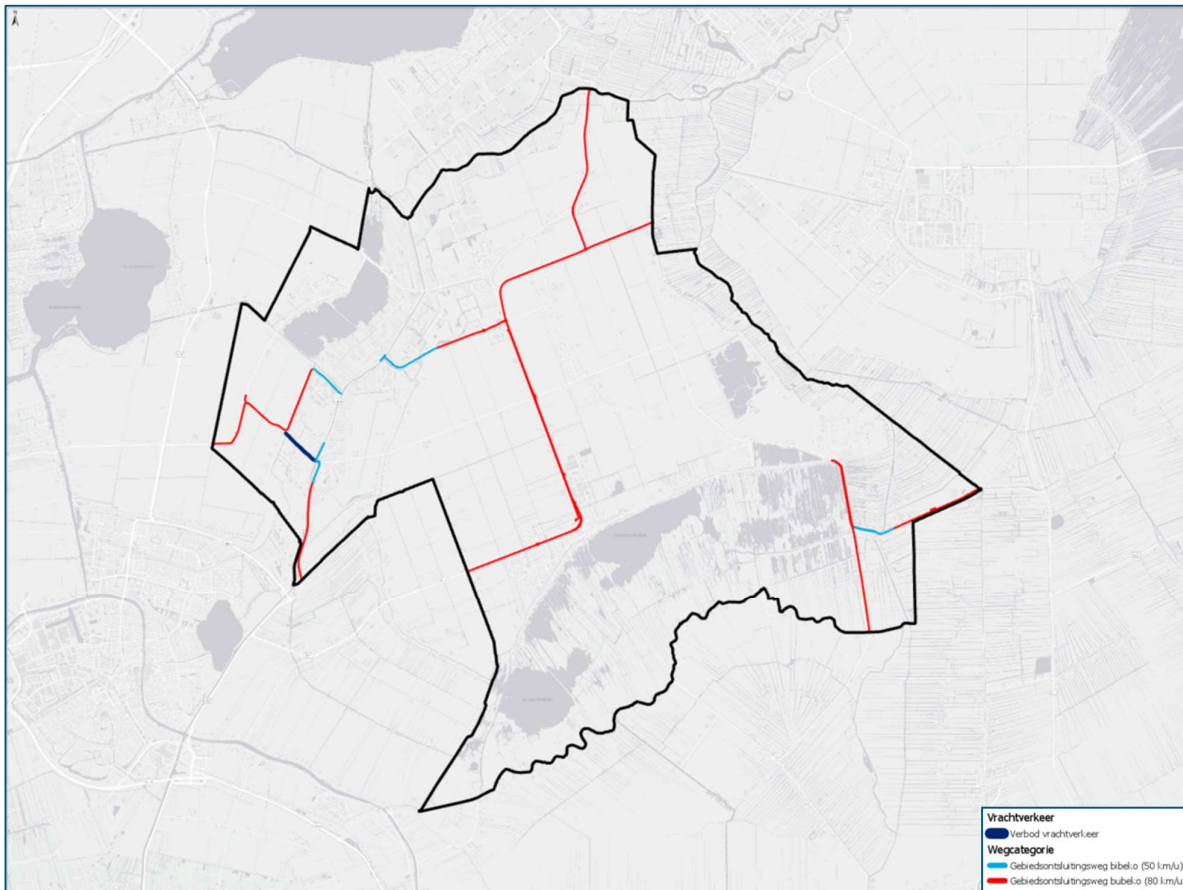 Vrachtverkeer
Verbod vrachtverkeer
Wegcategorie
Gebiedsontsluitingsweg bibeko (50 km/u)
Gebiedsontsluitingsweg bubeko (80 km/u